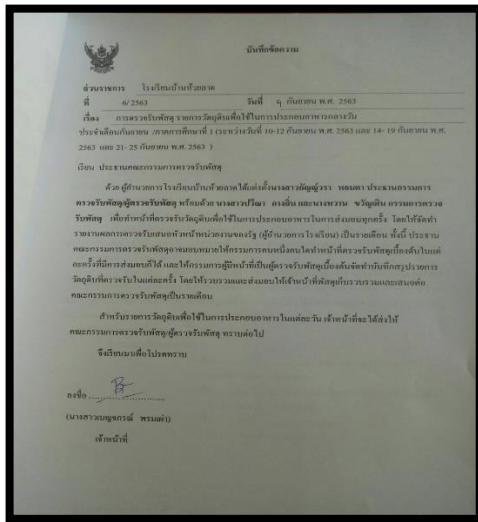 บันทึกข้อความ
ส่วนราชการ โรงเรียนบ้านห้วยลาด
ที่ 6/2563 วันที่ ๆ กันยายน พ.ศ. 2563
เรื่อง การตรวจรับพัสดุ รายการวัตถุดิบเพื่อใช้ในการประกอบอาหารกลางวัน
ประจำเดือนกันยายน /ภาคการศึกษาที่ 1 (ระหว่างวันที่ 10-12 กันยายน พ.ศ. 2563 และ 14- 19 กันยายน พ.ศ.
2563 และ 21- 25 กันยายน พ.ศ. 2563 )
เรียน ประธานคณะกรรมการตรวจรับพัสดุ
ด้วย ผู้อำนวยการโรงเรียนบ้านห้วยลาดได้แต่งตั้งนางสาวธัญญ์วรา ประธานกรรมการ
ตรวจรับพัสดุ/ผู้ตรวจรับพัสดุ พร้อมด้วย นางสาวปวีณา และนางหวาน ขวัญเดิน กรรมการตรวจ
รับพัสดุ เพื่อทำหน้าที่ตรวจรับวัตถุดิบเพื่อใช้ในการประกอบอาหารในการส่งมอบทุกครั้ง โดยให้จัดทำ
รายงานผลการตรวจรับเสนอหัวหน้าหน่วยงานของรัฐ (ผู้อำนวยการโรงเรียน) เป็นรายเดือน ทั้งนี้ ประธาน
คณะกรรมการตรวจรับพัสดุอาจมอบหมายให้กรรมการคนหนึ่งคนใดทำหน้าที่ตรวจรับพัสดุเบื้องต้นในแต่
ละครั้งที่มีการส่งมอบก็ได้ และให้กรรมการผู้มีหน้าที่เป็นผู้ตรวจรับพัสดุเบื้องต้นจัดทำบันทึกสรุปรายการ
วัตถุดิบที่ตรวจรับในแต่ละครั้ง โดยให้รวบรวมและส่งมอบให้เจ้าหน้าที่พัสดุเก็บรวบรวมและเสนอต่อ
คณะกรรมการตรวจรับพัสดุเป็นรายเดือน
สำหรับรายการวัตถุดิบเพื่อใช้ในการประกอบอาหารในแต่ละวัน เจ้าหน้าที่จะได้ส่งให้
คณะกรรมการตรวจรับพัสดุ/ผู้ตรวจรับพัสดุ ทราบต่อไป
จึงเรียนมาเพื่อโปรดทราบ
ลงชื่อ
(นางสาวเบญจกรณ์ พรมเผ่า)
เจ้าหน้าที่